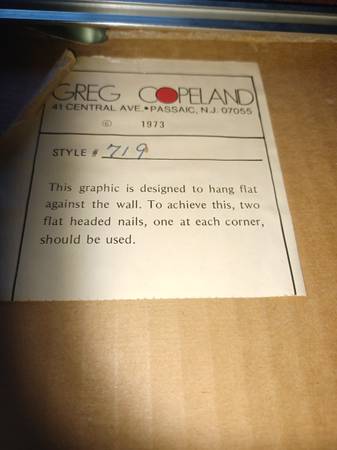 GREG COPELAND
41 CENTRAL AVE. • PASSAIC, N.J. 07055
© 1973
STYLE # 719
This graphic is designed to hang flat
against the wall. To achieve this, two
flat headed nails, one at each corner,
should be used.